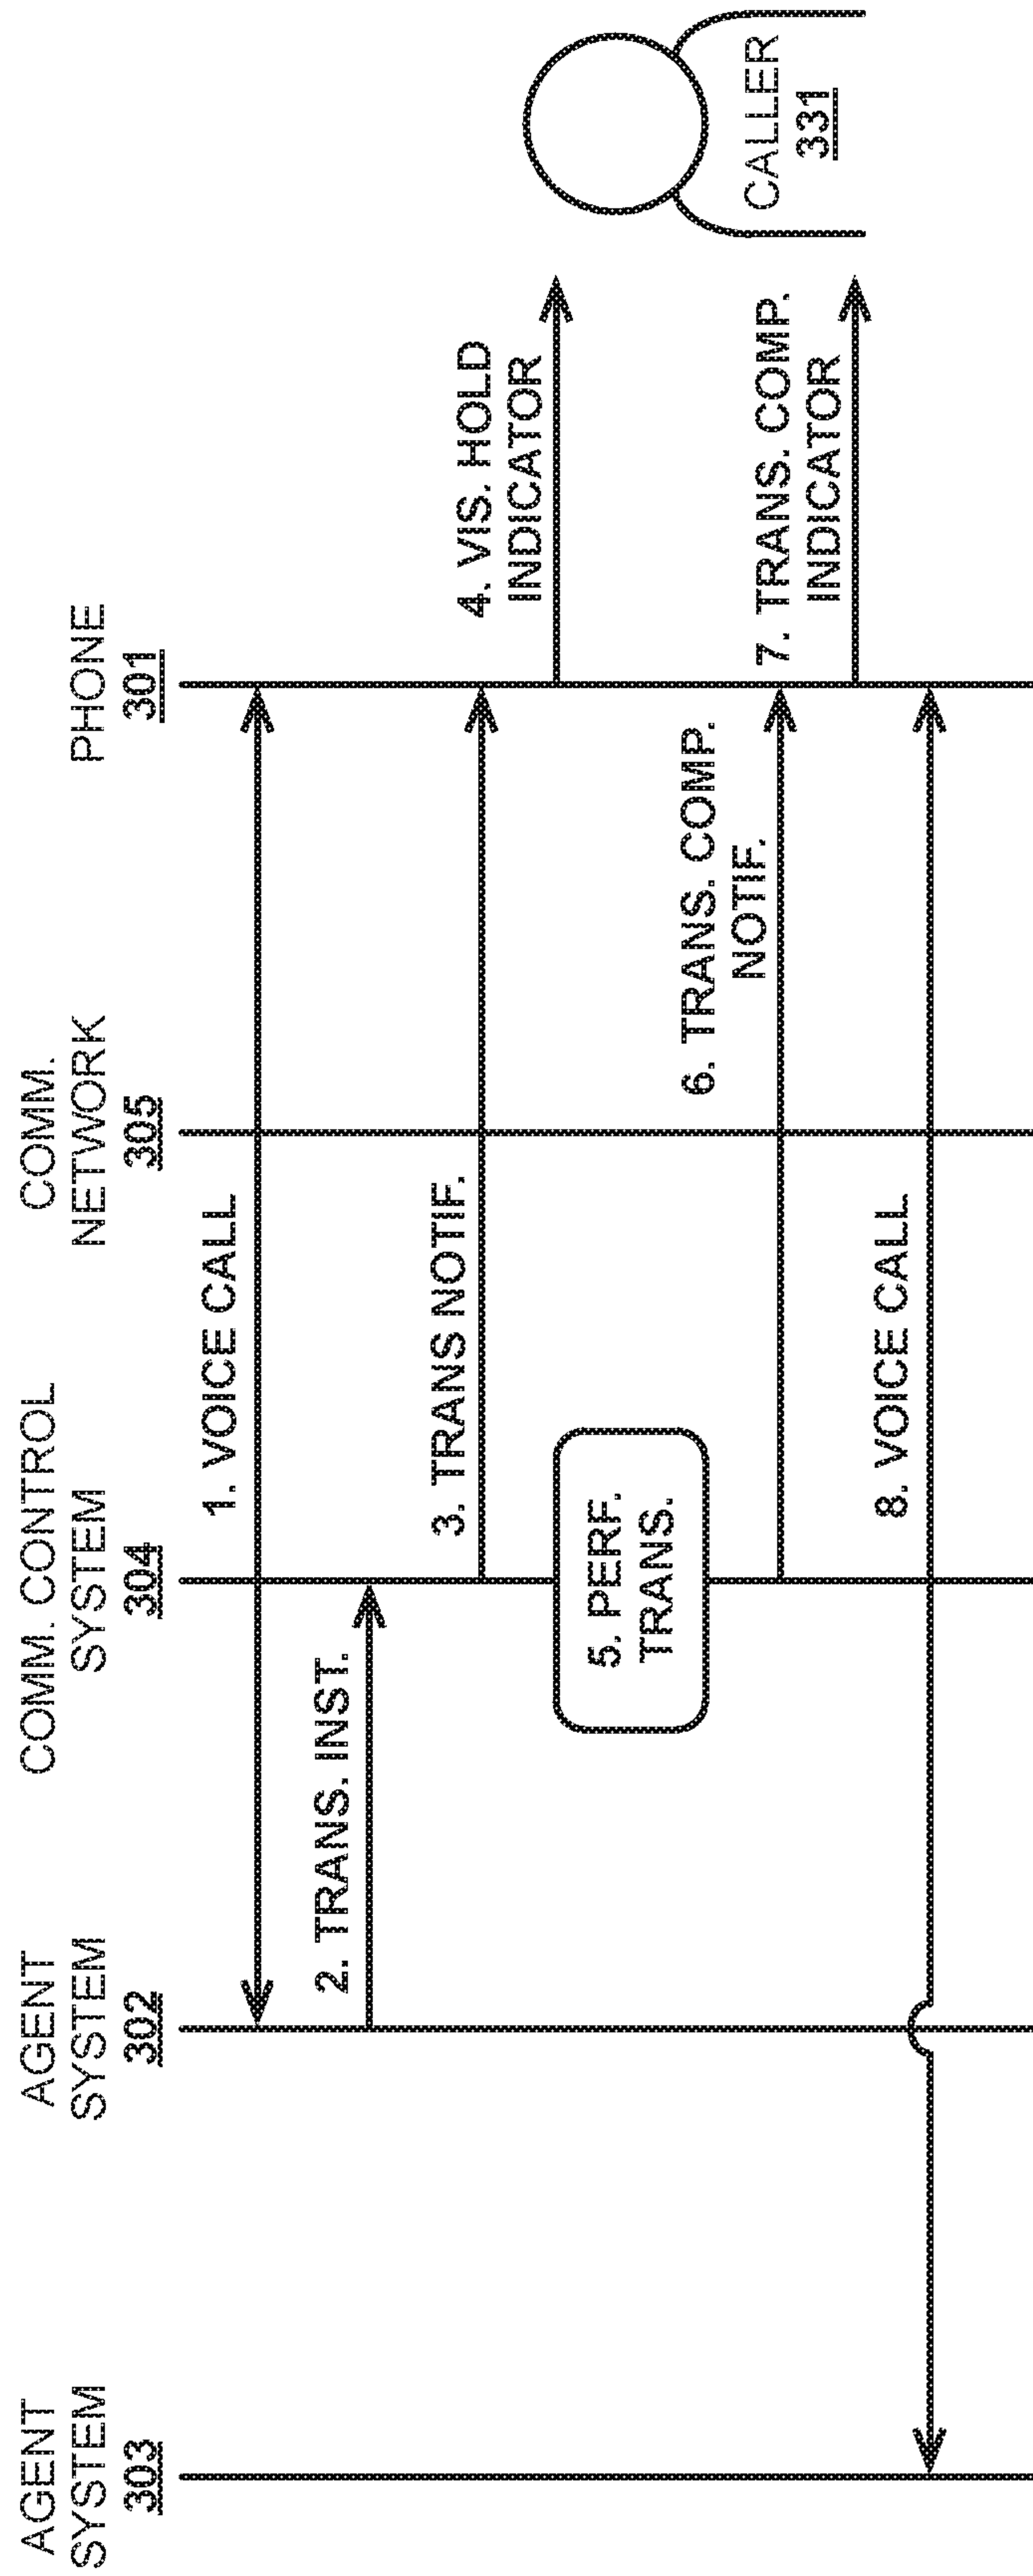 AGENT
SYSTEM
303
AGENT
SYSTEM
302
COMM. CONTROL
SYSTEM
304
COMM.
NETWORK
305
PHONE
301
1. VOICE CALL
2. TRANS. INST.
3. TRANS NOTIF.
4. VIS. HOLD
INDICATOR
5. PERF.
TRANS.
6. TRANS. COMP.
NOTIF.
7. TRANS. COMP.
INDICATOR
8. VOICE CALL
CALLER
331